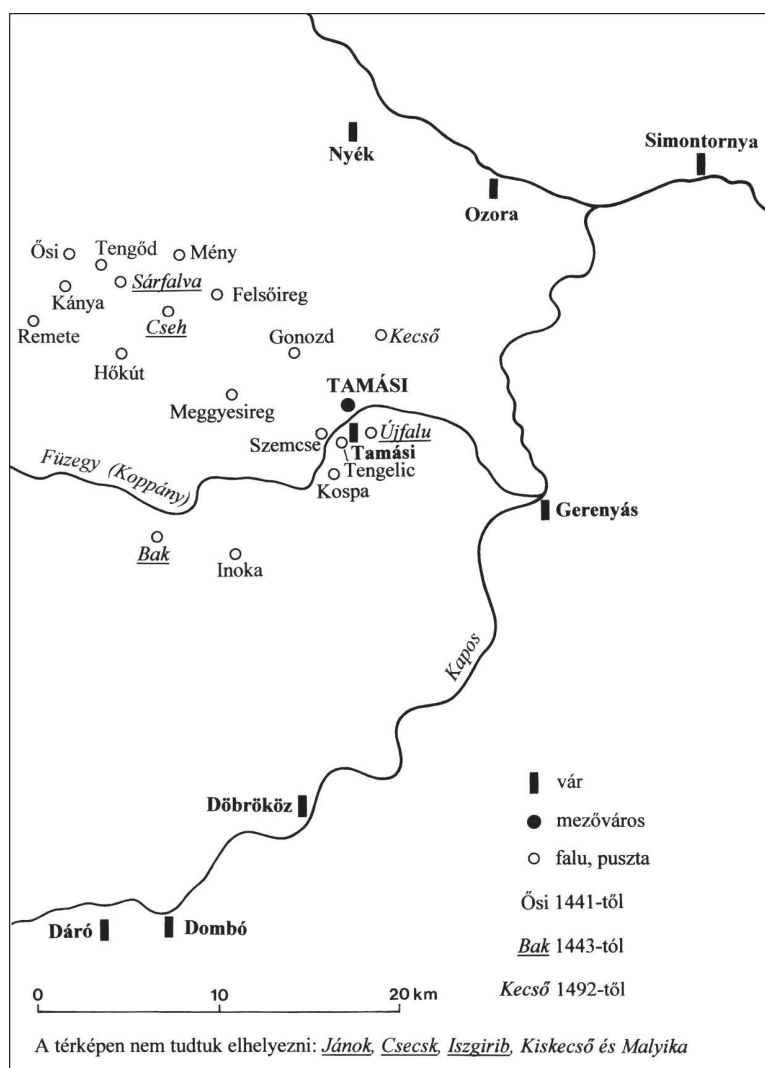 Simontornya
Nyék
Ozora
Ősi
Tengőd
Mény
Sárfalva
Kánya
Felsőireg
Cseh
Remete
Gonozd
Kecső
Hőkút
TAMÁSI
Meggyesireg
Szemcse
Újfalu
Tamási
Tengelic
Füzegy (Koppány)
Kospa
Gerenyás
Bak
Inoka
Kapos
vár
Döbrököz
mezőváros
falu, puszta
Ősi 1441-től
Dáró
Dombó
Bak 1443-tól
Kecső 1492-től
0 10 20 km
A térképen nem tudtuk elhelyezni: Jánok, Csecsk, Iszgirib, Kiskecső és Malyika